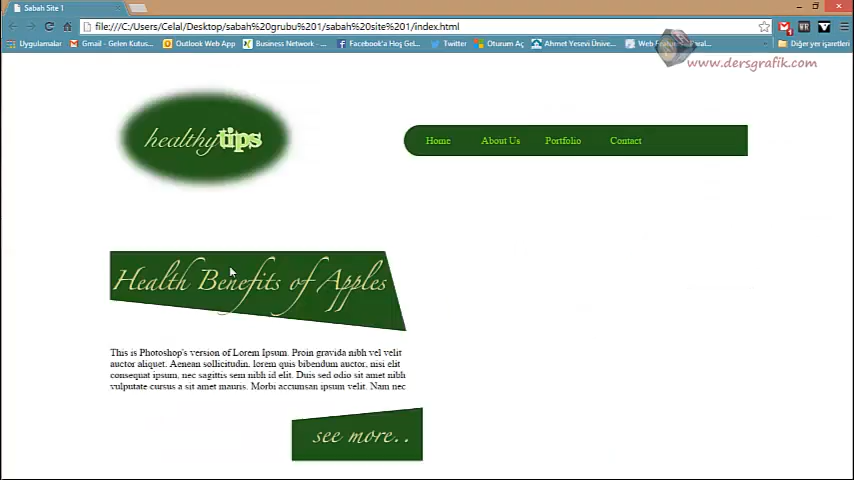 Sabah Site 1
file:///C:/Users/Celal/Desktop/sabah%20grubu%201/sabah%20site%201/index.html
Uygulamalar Gmail - Gelen Kutus... Outlook Web App Business Network -... Facebook'a Hoş Gel... Twitter Oturum Aç Ahmet Yesevi Ünive... Diğer yer işaretleri
www.dersgrafik.com
healthytips
Home About Us Portfolio Contact
Health Benefits of Apples
This is Photoshop's version of Lorem Ipsum. Proin gravida nibh vel velit
auctor aliquet. Aenean sollicitudin, lorem quis bibendum auctor, nisi elit
consequat ipsum, nec sagittis sem nibh id elit. Duis sed odio sit amet nibh
vulputate cursus a sit amet mauris. Morbi accumsan ipsum velit. Nam nec
see more..